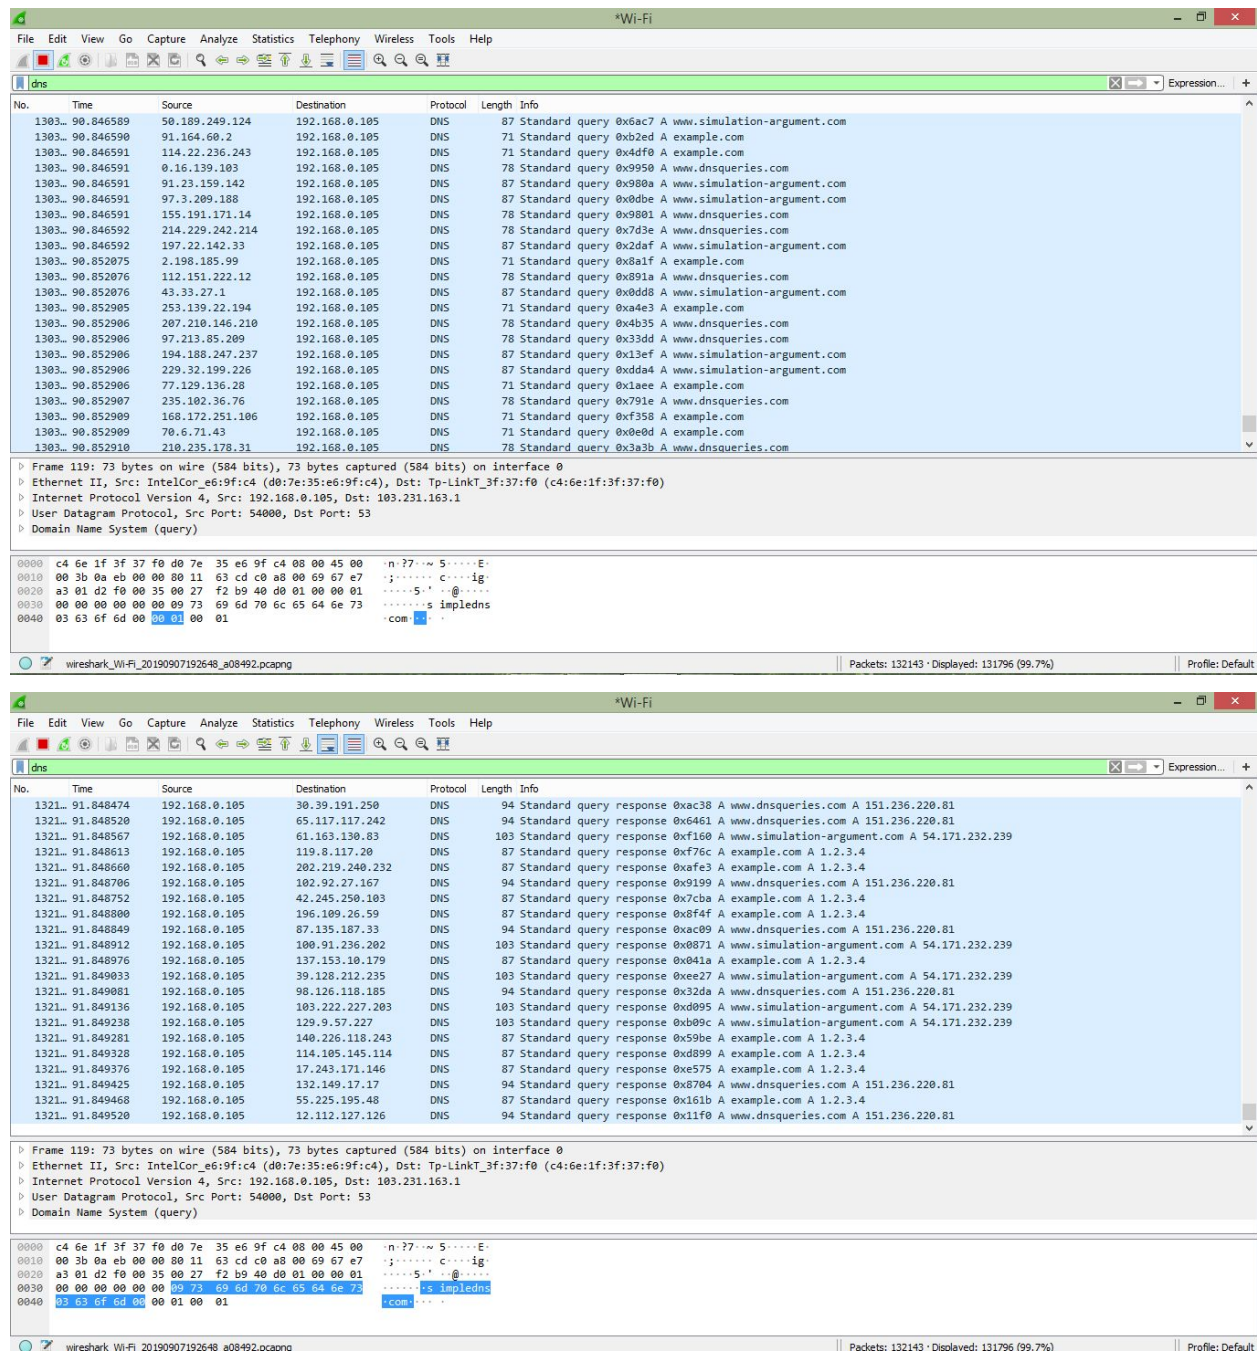 *Wi-Fi
File Edit View Go Capture Analyze Statistics Telephony Wireless Tools Help
dns Expression... +
No. Time Source Destination Protocol Length Info
1303… 90.846589 50.189.249.124 192.168.0.105 DNS 87 Standard query 0x6ac7 A www.simulation-argument.com
1303… 90.846590 91.164.60.2 192.168.0.105 DNS 71 Standard query 0xb2ed A example.com
1303… 90.846591 114.22.236.243 192.168.0.105 DNS 71 Standard query 0x4df0 A example.com
1303… 90.846591 0.16.139.103 192.168.0.105 DNS 78 Standard query 0x9950 A www.dnsqueries.com
1303… 90.846591 91.23.159.142 192.168.0.105 DNS 87 Standard query 0x980a A www.simulation-argument.com
1303… 90.846591 97.3.209.188 192.168.0.105 DNS 87 Standard query 0x0dbe A www.simulation-argument.com
1303… 90.846591 155.191.171.14 192.168.0.105 DNS 78 Standard query 0x9801 A www.dnsqueries.com
1303… 90.846592 214.229.242.214 192.168.0.105 DNS 78 Standard query 0x7d3e A www.dnsqueries.com
1303… 90.846592 197.22.142.33 192.168.0.105 DNS 87 Standard query 0x2daf A www.simulation-argument.com
1303… 90.852075 2.198.185.99 192.168.0.105 DNS 71 Standard query 0x8a1f A example.com
1303… 90.852076 112.151.222.12 192.168.0.105 DNS 78 Standard query 0x891a A www.dnsqueries.com
1303… 90.852076 43.33.27.1 192.168.0.105 DNS 87 Standard query 0x0dd8 A www.simulation-argument.com
1303… 90.852905 253.139.22.194 192.168.0.105 DNS 71 Standard query 0xa4e3 A example.com
1303… 90.852906 207.210.146.210 192.168.0.105 DNS 78 Standard query 0x4b35 A www.dnsqueries.com
1303… 90.852906 97.213.85.209 192.168.0.105 DNS 78 Standard query 0x33dd A www.dnsqueries.com
1303… 90.852906 194.188.247.237 192.168.0.105 DNS 87 Standard query 0x13ef A www.simulation-argument.com
1303… 90.852906 229.32.199.226 192.168.0.105 DNS 87 Standard query 0xdda4 A www.simulation-argument.com
1303… 90.852906 77.129.136.28 192.168.0.105 DNS 71 Standard query 0x1aee A example.com
1303… 90.852907 235.102.36.76 192.168.0.105 DNS 78 Standard query 0x791e A www.dnsqueries.com
1303… 90.852909 168.172.251.106 192.168.0.105 DNS 71 Standard query 0xf358 A example.com
1303… 90.852909 70.6.71.43 192.168.0.105 DNS 71 Standard query 0x0e0d A example.com
1303… 90.852910 210.235.178.31 192.168.0.105 DNS 78 Standard query 0x3a3b A www.dnsqueries.com
Frame 119: 73 bytes on wire (584 bits), 73 bytes captured (584 bits) on interface 0
Ethernet II, Src: IntelCor_e6:9f:c4 (d0:7e:35:e6:9f:c4), Dst: Tp-LinkT_3f:37:f0 (c4:6e:1f:3f:37:f0)
Internet Protocol Version 4, Src: 192.168.0.105, Dst: 103.231.163.1
User Datagram Protocol, Src Port: 54000, Dst Port: 53
Domain Name System (query)
0000 c4 6e 1f 3f 37 f0 d0 7e 35 e6 9f c4 08 00 45 00 ·n·?7··~ 5·····E·
0010 00 3b 0a eb 00 00 80 11 63 cd c0 a8 00 69 67 e7 ·;······ c····ig·
0020 a3 01 d2 f0 00 35 00 27 f2 b9 40 d0 01 00 00 01 ·····5·' ··@·····
0030 00 00 00 00 00 00 09 73 69 6d 70 6c 65 64 6e 73 ·······s impledns
0040 03 63 6f 6d 00 00 01 00 01 ·com···· ·
wireshark_Wi-Fi_20190907192648_a08492.pcapng Packets: 132143 · Displayed: 131796 (99.7%) Profile: Default
*Wi-Fi
File Edit View Go Capture Analyze Statistics Telephony Wireless Tools Help
dns Expression... +
No. Time Source Destination Protocol Length Info
1321… 91.848474 192.168.0.105 30.39.191.250 DNS 94 Standard query response 0xac38 A www.dnsqueries.com A 151.236.220.81
1321… 91.848520 192.168.0.105 65.117.117.242 DNS 94 Standard query response 0x6461 A www.dnsqueries.com A 151.236.220.81
1321… 91.848567 192.168.0.105 61.163.130.83 DNS 103 Standard query response 0xf160 A www.simulation-argument.com A 54.171.232.239
1321… 91.848613 192.168.0.105 119.8.117.20 DNS 87 Standard query response 0xf76c A example.com A 1.2.3.4
1321… 91.848660 192.168.0.105 202.219.240.232 DNS 87 Standard query response 0xafe3 A example.com A 1.2.3.4
1321… 91.848706 192.168.0.105 102.92.27.167 DNS 94 Standard query response 0x9199 A www.dnsqueries.com A 151.236.220.81
1321… 91.848752 192.168.0.105 42.245.250.103 DNS 87 Standard query response 0x7cba A example.com A 1.2.3.4
1321… 91.848800 192.168.0.105 196.109.26.59 DNS 87 Standard query response 0x8f4f A example.com A 1.2.3.4
1321… 91.848849 192.168.0.105 87.135.187.33 DNS 94 Standard query response 0xac09 A www.dnsqueries.com A 151.236.220.81
1321… 91.848912 192.168.0.105 100.91.236.202 DNS 103 Standard query response 0x0871 A www.simulation-argument.com A 54.171.232.239
1321… 91.848976 192.168.0.105 137.153.10.179 DNS 87 Standard query response 0x041a A example.com A 1.2.3.4
1321… 91.849033 192.168.0.105 39.128.212.235 DNS 103 Standard query response 0xee27 A www.simulation-argument.com A 54.171.232.239
1321… 91.849081 192.168.0.105 98.126.118.185 DNS 94 Standard query response 0x32da A www.dnsqueries.com A 151.236.220.81
1321… 91.849136 192.168.0.105 103.222.227.203 DNS 103 Standard query response 0xd095 A www.simulation-argument.com A 54.171.232.239
1321… 91.849238 192.168.0.105 129.9.57.227 DNS 103 Standard query response 0xb09c A www.simulation-argument.com A 54.171.232.239
1321… 91.849281 192.168.0.105 140.226.118.243 DNS 87 Standard query response 0x59be A example.com A 1.2.3.4
1321… 91.849328 192.168.0.105 114.105.145.114 DNS 87 Standard query response 0xd899 A example.com A 1.2.3.4
1321… 91.849376 192.168.0.105 17.243.171.146 DNS 87 Standard query response 0xe575 A example.com A 1.2.3.4
1321… 91.849425 192.168.0.105 132.149.17.17 DNS 94 Standard query response 0x8704 A www.dnsqueries.com A 151.236.220.81
1321… 91.849468 192.168.0.105 55.225.195.48 DNS 87 Standard query response 0x161b A example.com A 1.2.3.4
1321… 91.849520 192.168.0.105 12.112.127.126 DNS 94 Standard query response 0x11f0 A www.dnsqueries.com A 151.236.220.81
Frame 119: 73 bytes on wire (584 bits), 73 bytes captured (584 bits) on interface 0
Ethernet II, Src: IntelCor_e6:9f:c4 (d0:7e:35:e6:9f:c4), Dst: Tp-LinkT_3f:37:f0 (c4:6e:1f:3f:37:f0)
Internet Protocol Version 4, Src: 192.168.0.105, Dst: 103.231.163.1
User Datagram Protocol, Src Port: 54000, Dst Port: 53
Domain Name System (query)
0000 c4 6e 1f 3f 37 f0 d0 7e 35 e6 9f c4 08 00 45 00 ·n·?7··~ 5·····E·
0010 00 3b 0a eb 00 00 80 11 63 cd c0 a8 00 69 67 e7 ·;······ c····ig·
0020 a3 01 d2 f0 00 35 00 27 f2 b9 40 d0 01 00 00 01 ·····5·' ··@·····
0030 00 00 00 00 00 00 09 73 69 6d 70 6c 65 64 6e 73 ·······s impledns
0040 03 63 6f 6d 00 00 01 00 01 ·com···· ·
wireshark_Wi-Fi_20190907192648_a08492.pcapng Packets: 132143 · Displayed: 131796 (99.7%) Profile: Default